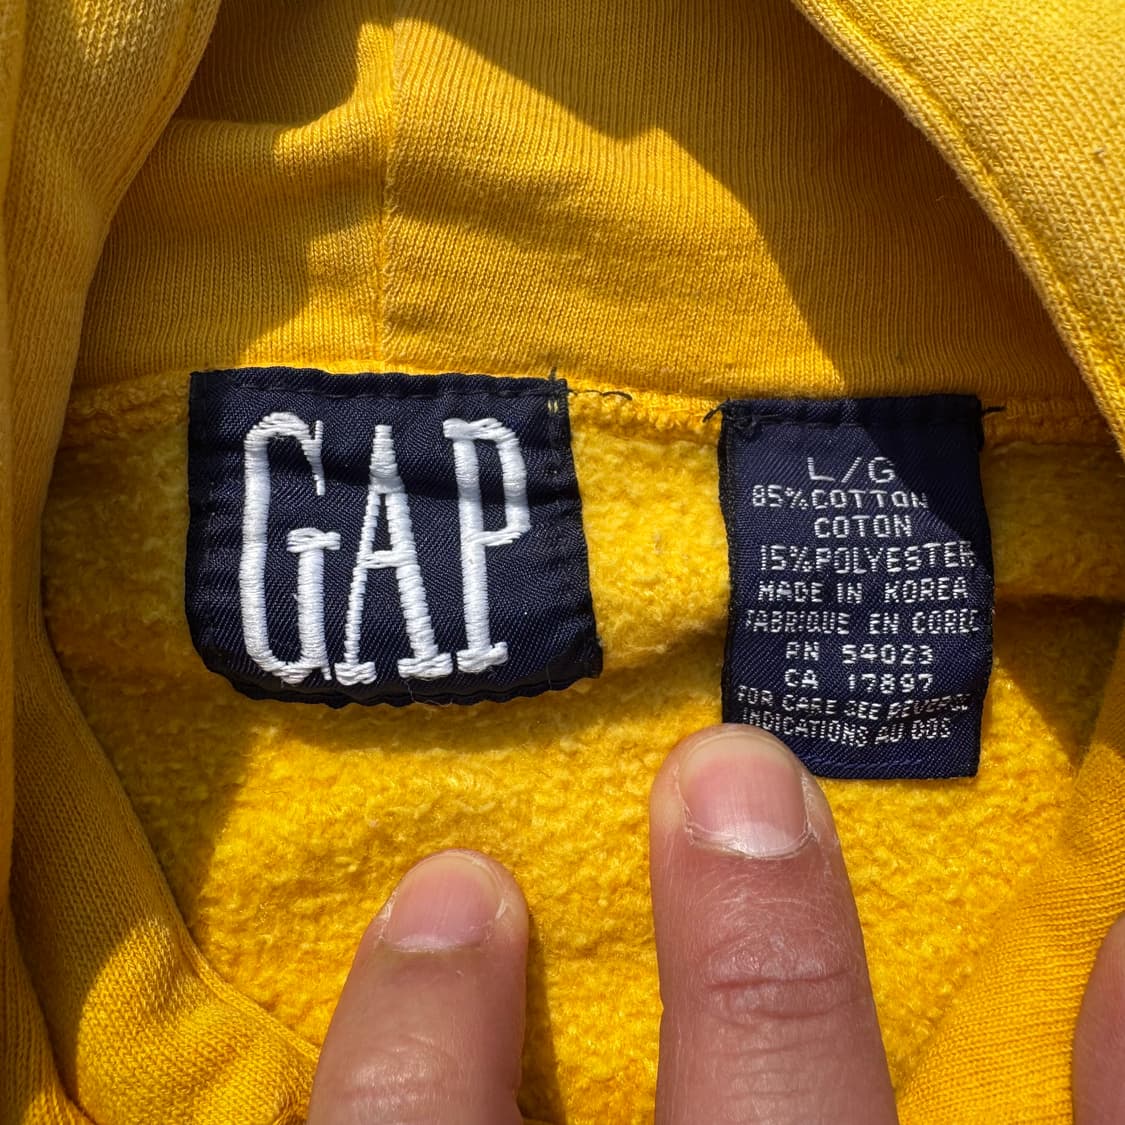 GAP
L/G
85% COTTON
COTON
15% POLYESTER
MADE IN KOREA
FABRIQUE EN COREE
RN 54023
CA 17897
FOR CARE SEE REVERSE
INDICATIONS AU DOS